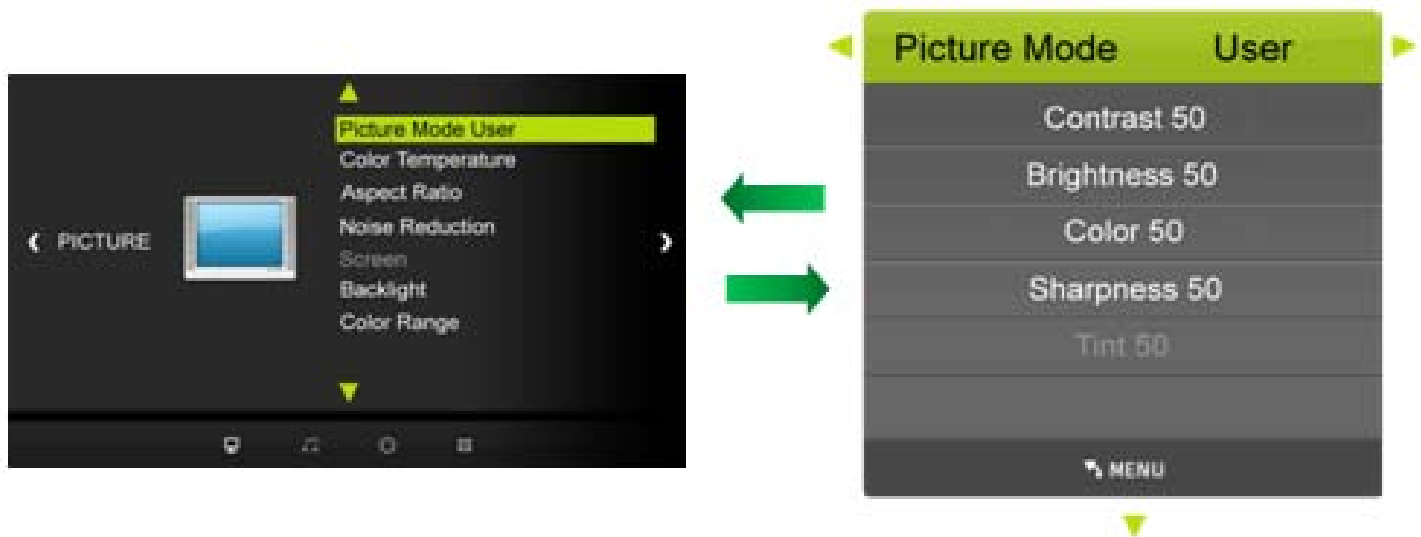 PICTURE
Picture Mode User
Color Temperature
Aspect Ratio
Noise Reduction
Screen
Backlight
Color Range
Picture Mode User
Contrast 50
Brightness 50
Color 50
Sharpness 50
Tint 50
MENU